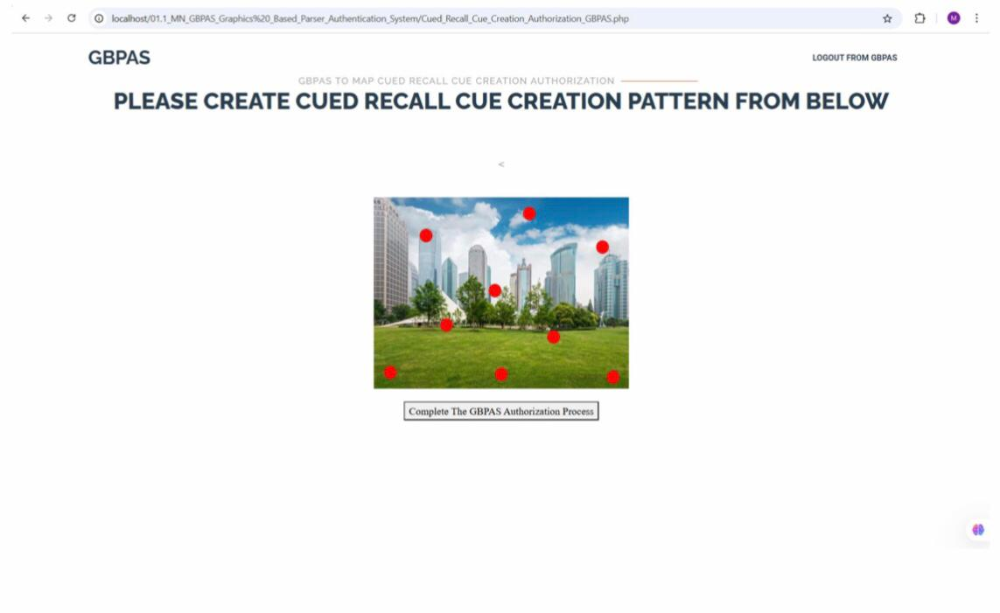 localhost/01.1_MN_GBPAS_Graphics%20_Based_Parser_Authentication_System/Cued_Recall_Cue_Creation_Authorization_GBPAS.php
M
GBPAS
LOGOUT FROM GBPAS
GBPAS TO MAP CUED RECALL CUE CREATION AUTHORIZATION
PLEASE CREATE CUED RECALL CUE CREATION PATTERN FROM BELOW
<
Complete The GBPAS Authorization Process